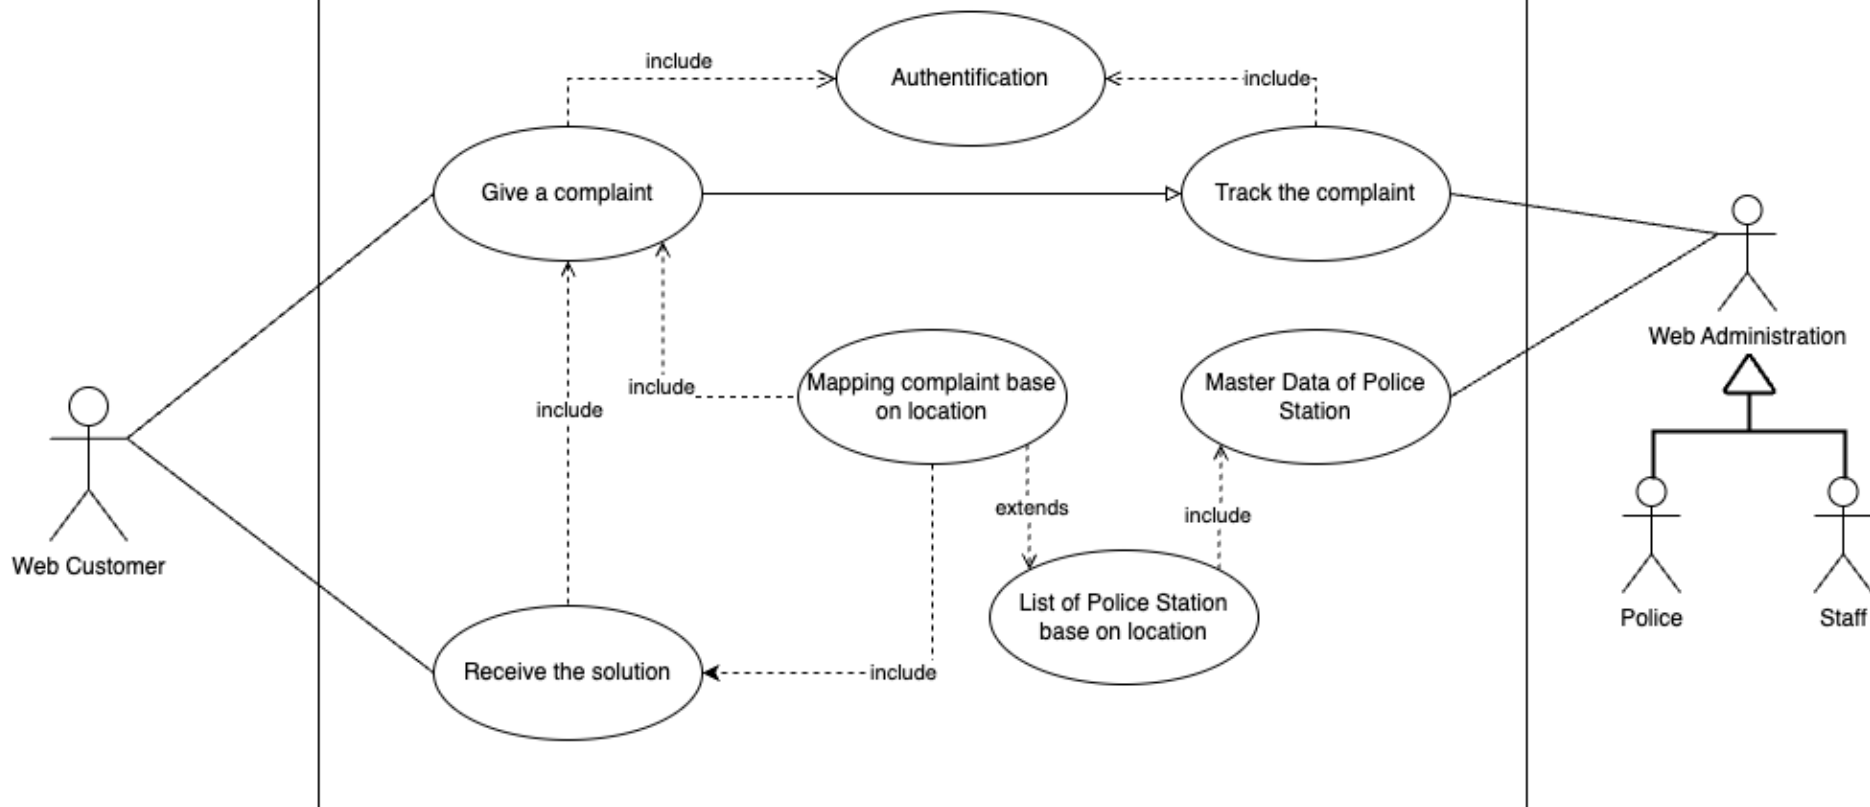 include
Authentification
include
Give a complaint
Track the complaint
Web Administration
include
include
Mapping complaint base
on location
Master Data of Police
Station
extends
include
Web Customer
List of Police Station
base on location
Police
Staff
Receive the solution
include